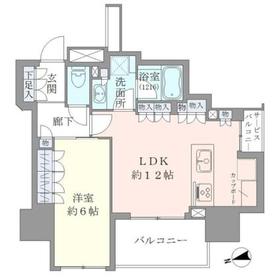 浴室
(1216)
洗面所
玄関
下足入
廊下
物
物入
物入
物入
物
物
サービス
バルコニー
LDK
約12帖
カップボード
洋室
約6帖
バルコニー